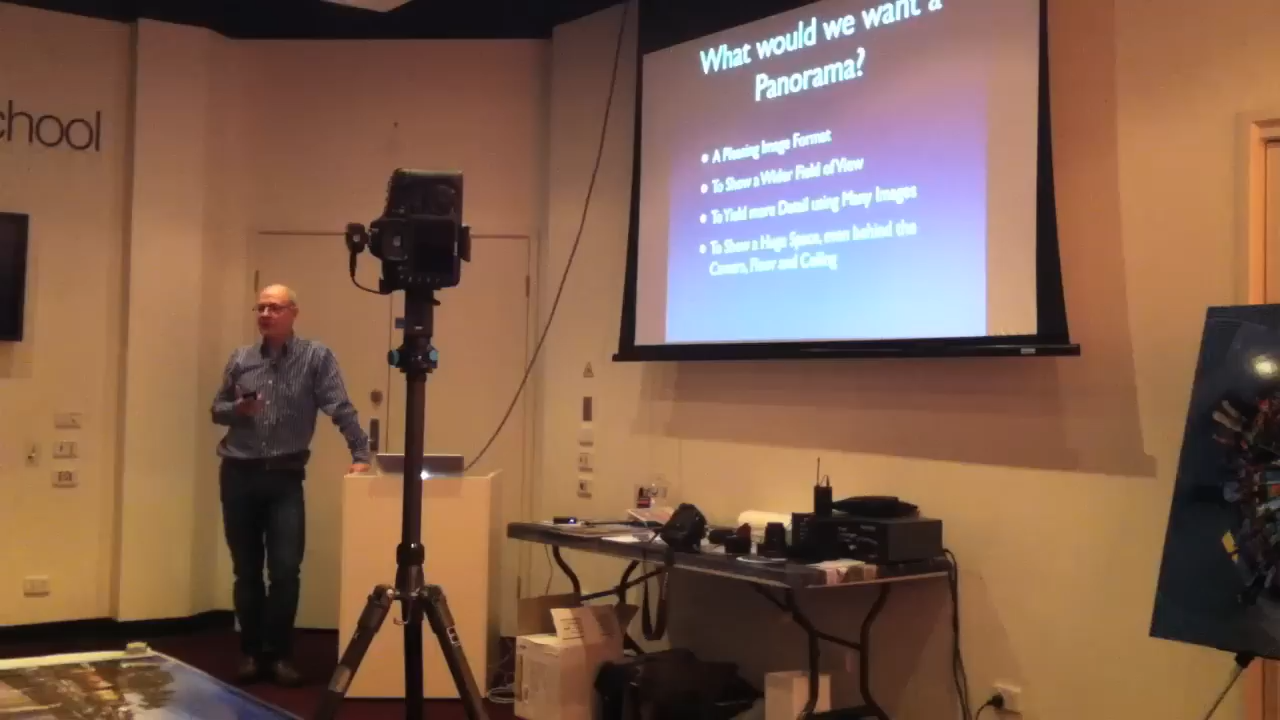 chool
What would we want a
Panorama?
• A Pleasing Image Format
• To Show a Wider Field of View
• To Yield more Detail using Many Images
• To Show a Huge Space, even behind the
Camera, Floor and Ceiling